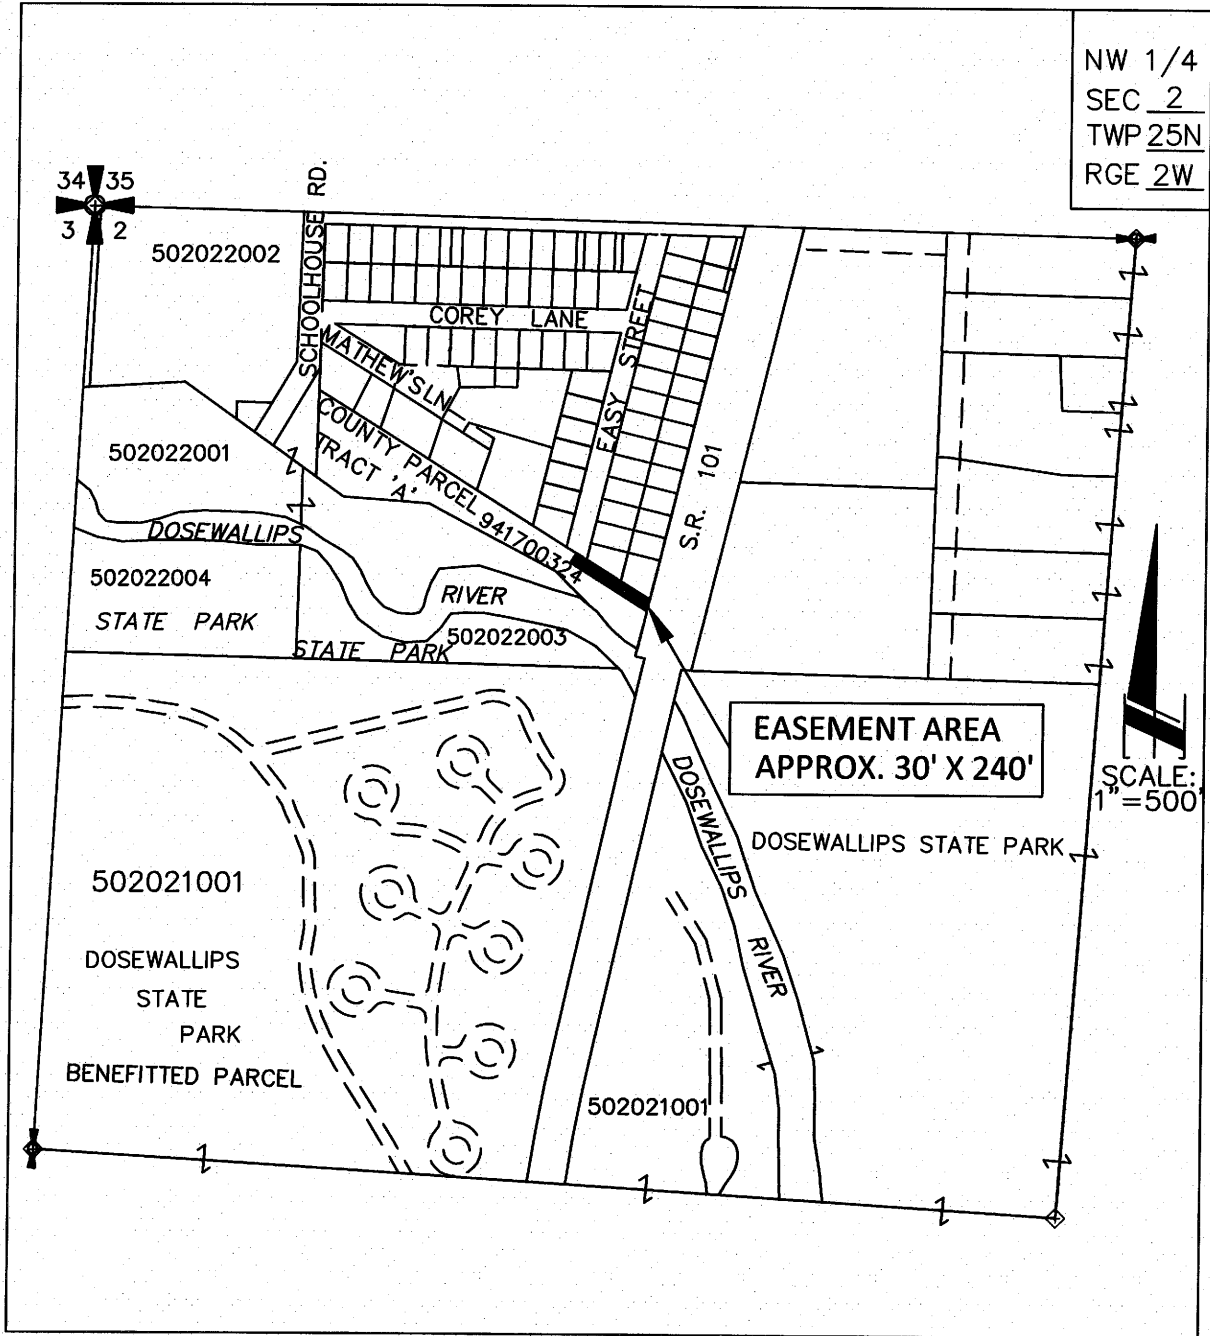 NW 1/4
SEC 2
TWP 25N
RGE 2W
34 35
3 2
502022002
SCHOOLHOUSE RD.
COREY LANE
MATHEW'S LN
EASY STREET
COUNTY PARCEL 941700324
TRACT 'A'
S.R. 101
502022001
DOSEWALLIPS
RIVER
502022004
STATE PARK
502022003
STATE PARK
EASEMENT AREA
APPROX. 30' X 240'
SCALE:
1"=500'
DOSEWALLIPS RIVER
DOSEWALLIPS STATE PARK
502021001
DOSEWALLIPS
STATE
PARK
BENEFITTED PARCEL
502021001